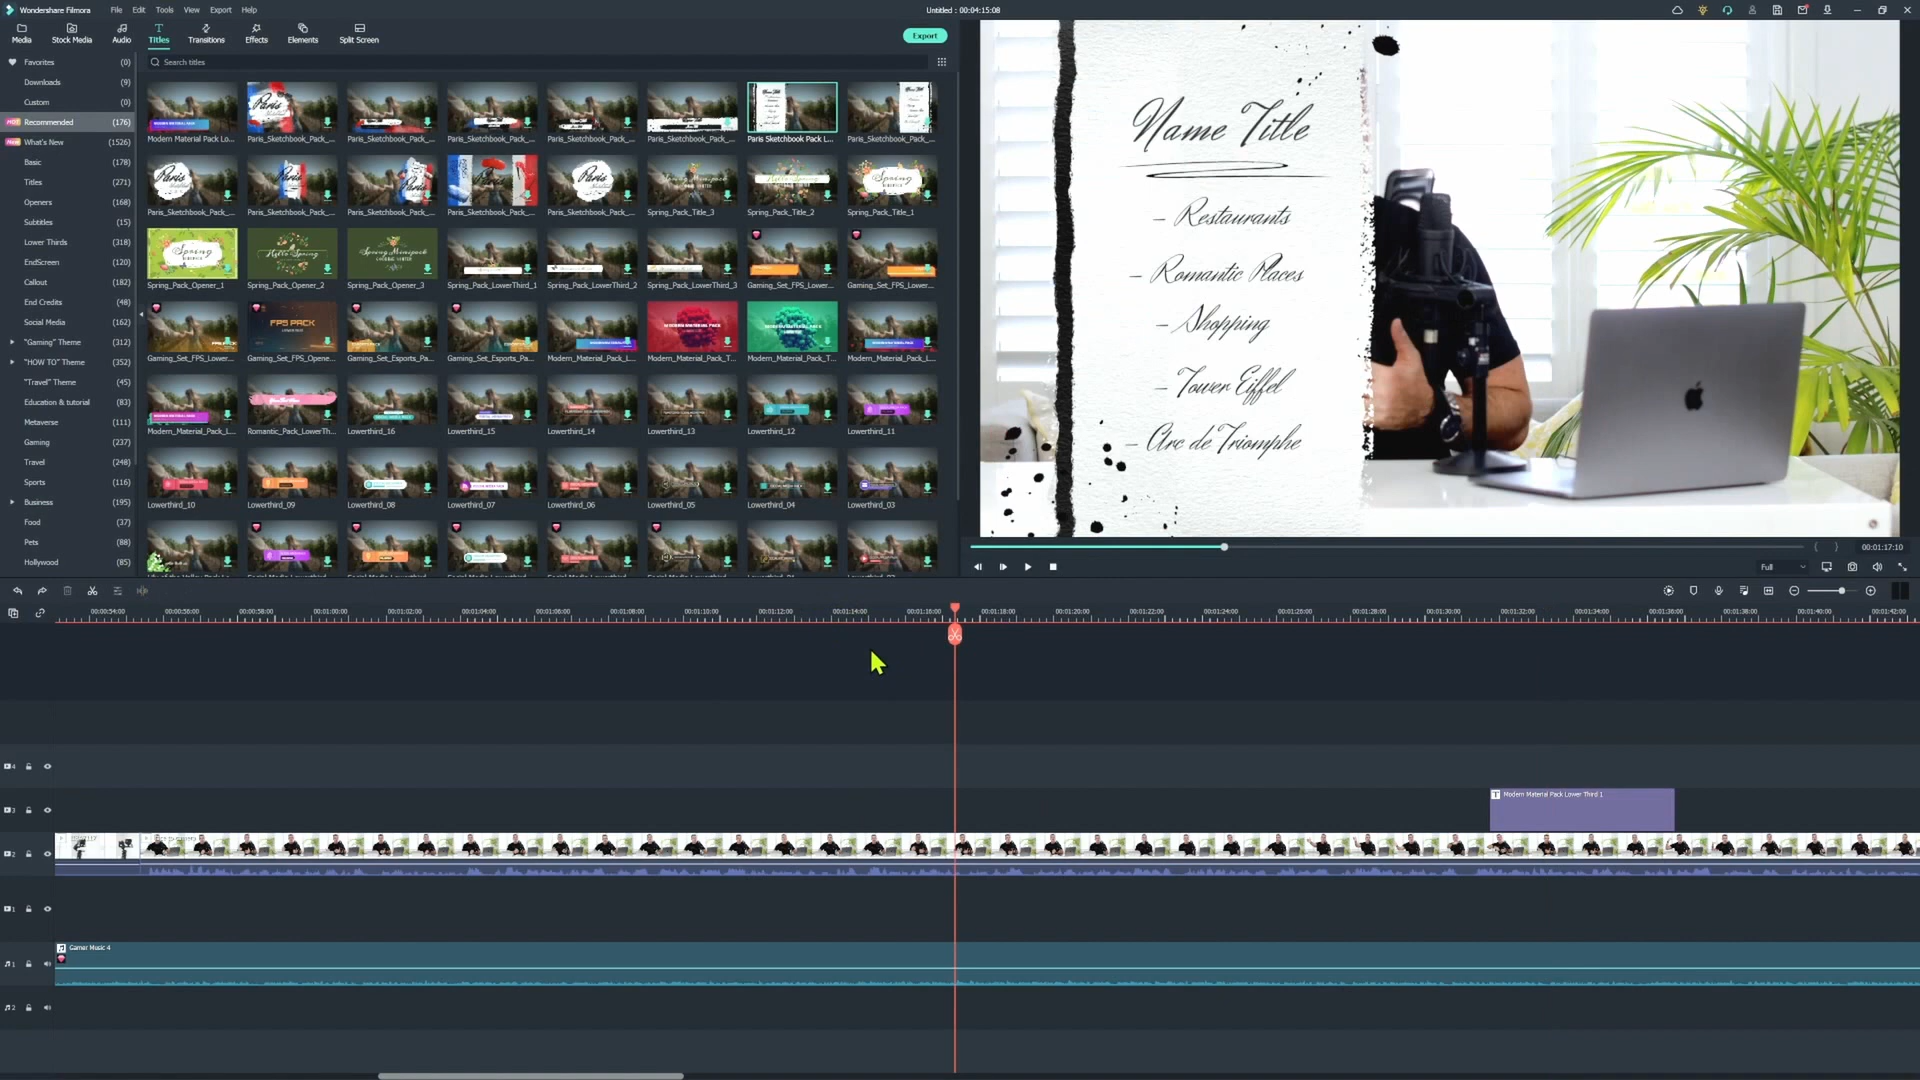 Wondershare Filmora File Edit Tools View Export Help
Untitled : 00:04:15:08
Media Stock Media Audio Titles Transitions Effects Elements Split Screen
Export
Favorites (0)
Downloads (9)
Custom (0)
Recommended (176)
What's New (1526)
Basic (178)
Titles (271)
Openers (168)
Subtitles (15)
Lower Thirds (318)
EndScreen (120)
Callout (182)
End Credits (48)
Social Media (162)
"Gaming" Theme (312)
"HOW TO" Theme (352)
"Travel" Theme (45)
Education & tutorial (83)
Metaverse (111)
Gaming (237)
Travel (248)
Sports (116)
Business (195)
Food (37)
Pets (88)
Hollywood (85)
Search titles
Modern Material Pack Lo... Paris_Sketchbook_Pack_... Paris_Sketchbook_Pack_... Paris_Sketchbook_Pack_... Paris_Sketchbook_Pack_... Paris_Sketchbook_Pack_... Paris Sketchbook Pack L... Paris_Sketchbook_Pack_...
Paris_Sketchbook_Pack_... Paris_Sketchbook_Pack_... Paris_Sketchbook_Pack_... Paris_Sketchbook_Pack_... Paris_Sketchbook_Pack_... Spring_Pack_Title_3 Spring_Pack_Title_2 Spring_Pack_Title_1
Spring_Pack_Opener_1 Spring_Pack_Opener_2 Spring_Pack_Opener_3 Spring_Pack_LowerThird_1 Spring_Pack_LowerThird_2 Spring_Pack_LowerThird_3 Gaming_Set_FPS_Lower... Gaming_Set_FPS_Lower...
Gaming_Set_FPS_Lower... Gaming_Set_FPS_Opene... Gaming_Set_Esports_Pa... Gaming_Set_Esports_Pa... Modern_Material_Pack_L... Modern_Material_Pack_T... Modern_Material_Pack_T... Modern_Material_Pack_L...
Modern_Material_Pack_L... Romantic_Pack_LowerTh... Lowerthird_16 Lowerthird_15 Lowerthird_14 Lowerthird_13 Lowerthird_12 Lowerthird_11
Lowerthird_10 Lowerthird_09 Lowerthird_08 Lowerthird_07 Lowerthird_06 Lowerthird_05 Lowerthird_04 Lowerthird_03
Name Title
– Restaurants
– Romantic Places
– Shopping
– Tower Eiffel
– Arc de Triomphe
00:01:17:10
Full
00:00:54:00 00:00:56:00 00:00:58:00 00:01:00:00 00:01:02:00 00:01:04:00 00:01:06:00 00:01:08:00 00:01:10:00 00:01:12:00 00:01:14:00 00:01:16:00 00:01:18:00 00:01:20:00 00:01:22:00 00:01:24:00 00:01:26:00 00:01:28:00 00:01:30:00 00:01:32:00 00:01:34:00 00:01:36:00 00:01:38:00 00:01:40:00 00:01:42:00
4
3
Modern Material Pack Lower Third 1
2
1
Gamer Music 4
1
2